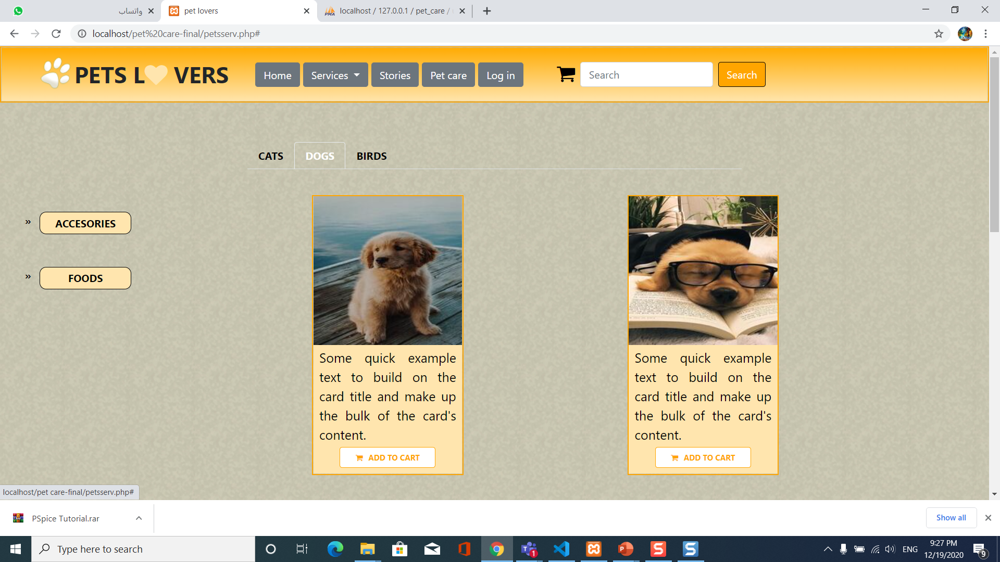 واتساب
pet lovers
localhost / 127.0.0.1 / pet_care /
localhost/pet%20care-final/petsserv.php#
PETS L VERS
Home
Services
Stories
Pet care
Log in
Search
Search
CATS
DOGS
BIRDS
» ACCESORIES
» FOODS
Some quick example
text to build on the
card title and make up
the bulk of the card's
content.
ADD TO CART
Some quick example
text to build on the
card title and make up
the bulk of the card's
content.
ADD TO CART
localhost/pet care-final/petsserv.php#
PSpice Tutorial.rar
Show all
Type here to search
ENG
9:27 PM
12/19/2020
9